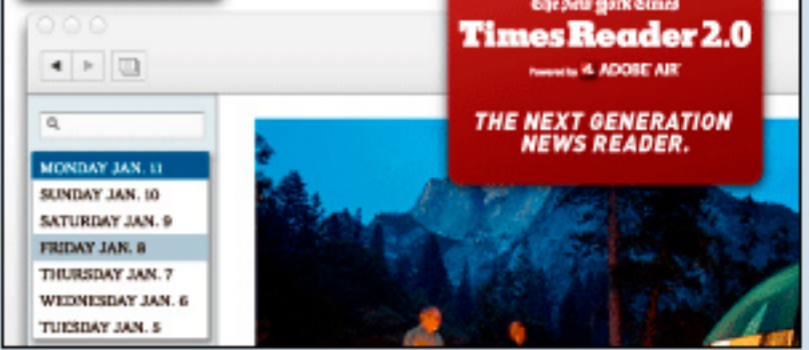 The New York Times
TimesReader 2.0
Powered by ADOBE AIR
THE NEXT GENERATION
NEWS READER.
MONDAY JAN. 11
SUNDAY JAN. 10
SATURDAY JAN. 9
FRIDAY JAN. 8
THURSDAY JAN. 7
WEDNESDAY JAN. 6
TUESDAY JAN. 5